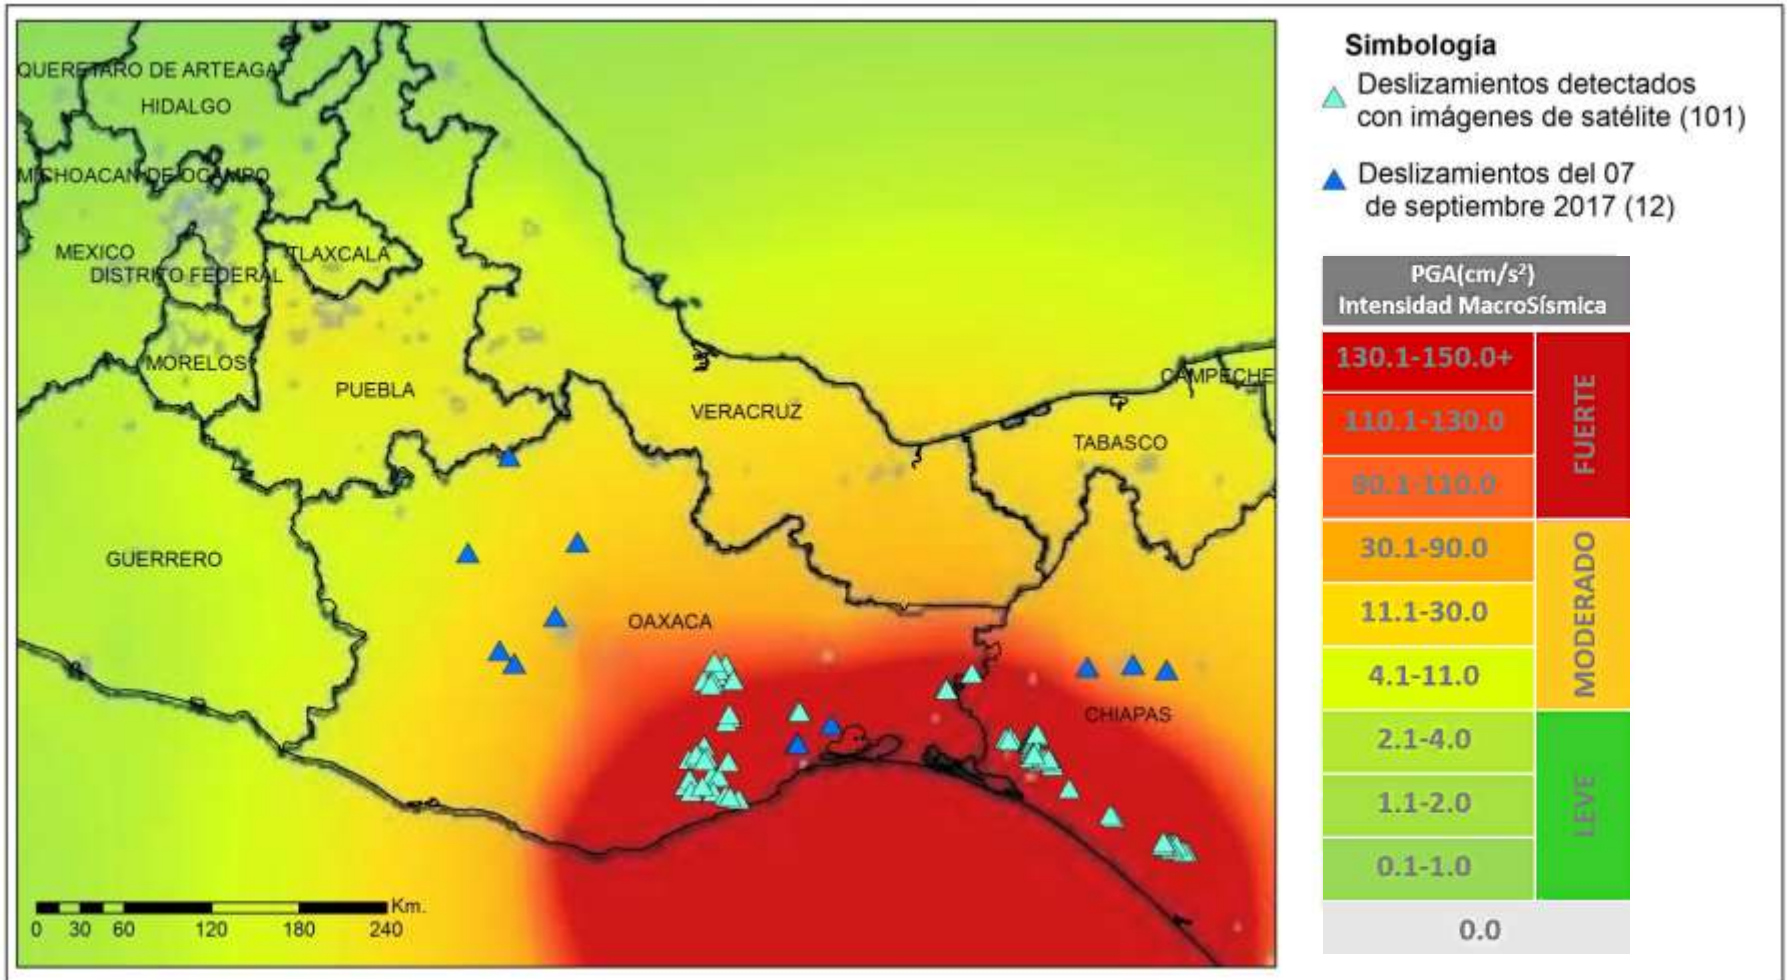 QUERETARO DE ARTEAGA
HIDALGO
MICHOACAN DE OCAMPO
MEXICO
DISTRITO FEDERAL
TLAXCALA
MORELOS
PUEBLA
VERACRUZ
CAMPECHE
TABASCO
GUERRERO
OAXACA
CHIAPAS
Km.
0 30 60 120 180 240
Simbología
Deslizamientos detectados
con imágenes de satélite (101)
Deslizamientos del 07
de septiembre 2017 (12)
PGA(cm/s²)
Intensidad MacroSísmica
130.1-150.0+
110.1-130.0
90.1-110.0
FUERTE
30.1-90.0
11.1-30.0
4.1-11.0
MODERADO
2.1-4.0
1.1-2.0
0.1-1.0
LEVE
0.0